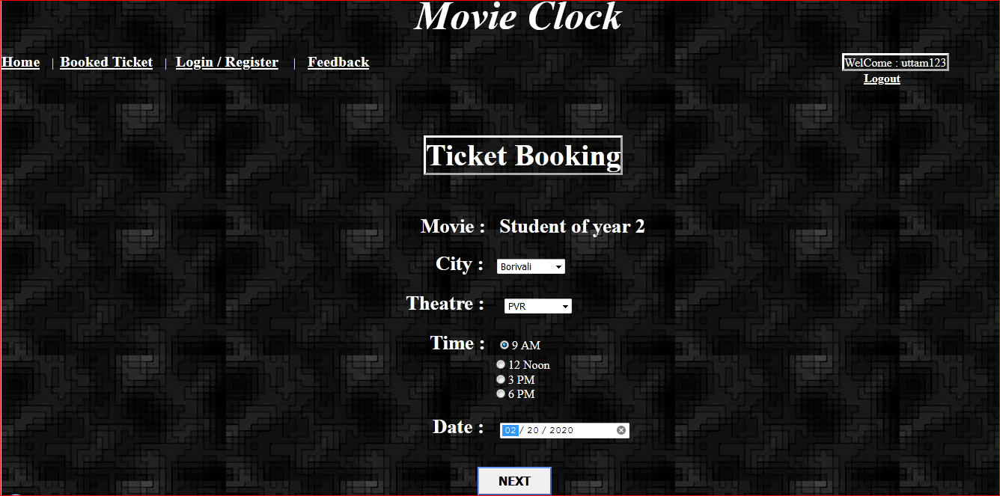 Movie Clock
Home | Booked Ticket | Login / Register | Feedback
WelCome : uttam123
Logout
Ticket Booking
Movie : Student of year 2
City : Borivali
Theatre : PVR
Time : 9 AM
12 Noon
3 PM
6 PM
Date : 02 / 20 / 2020
NEXT